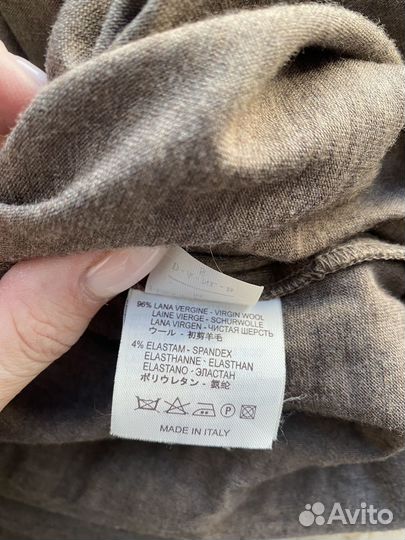 96% LANA VERGINE - VIRGIN WOOL
LAINE VIERGE - SCHURWOLLE
LANA VIRGEN - ЧИСТАЯ ШЕРСТЬ
ウール - 初剪羊毛
4% ELASTAM - SPANDEX
ELASTHANNE - ELASTHAN
ELASTANO - ЭЛАСТАН
ポリウレタン - 氨纶
P
MADE IN ITALY
Avito